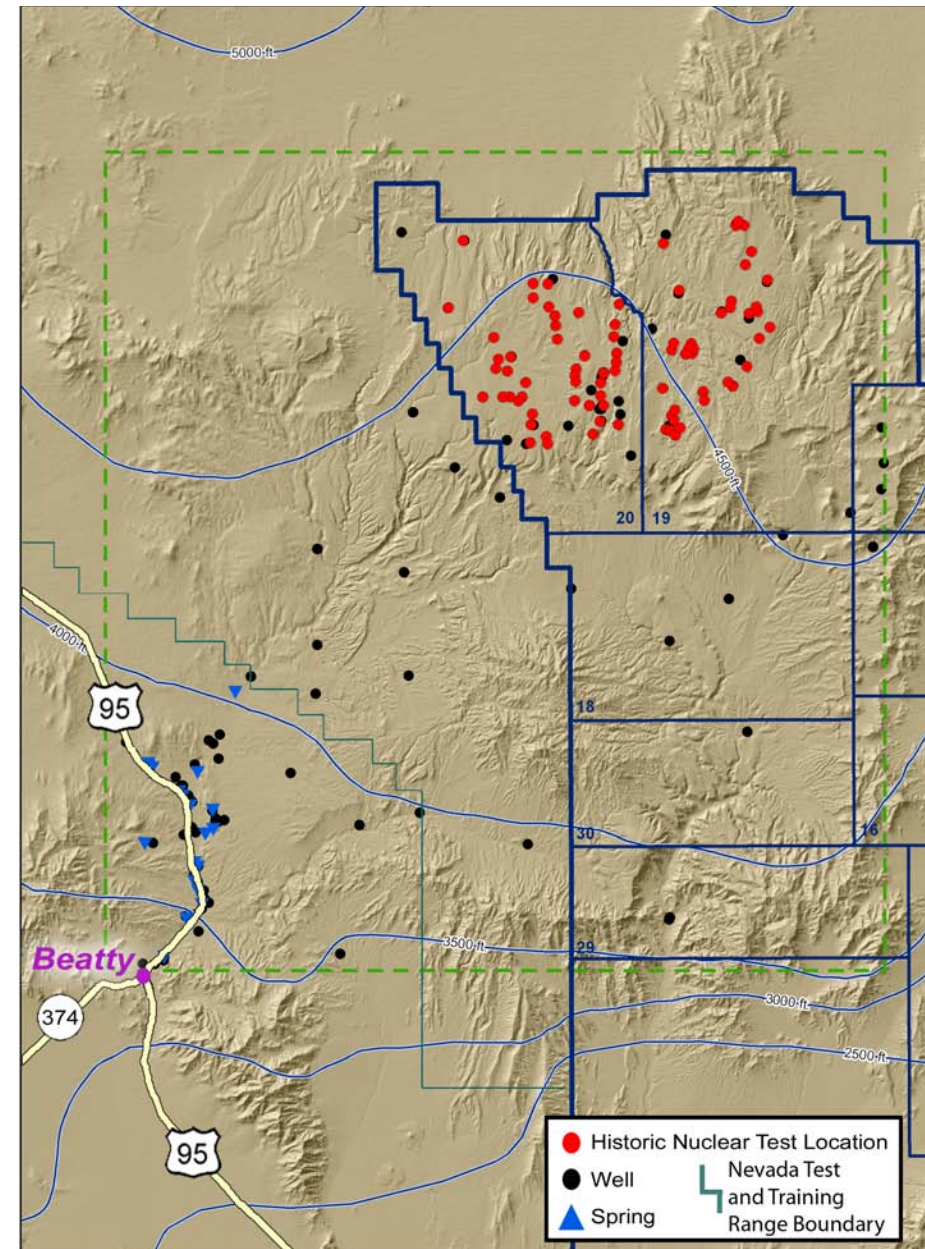 5000 ft.
4500 ft.
20
19
4000 ft.
95
18
30
16
Beatty
3500 ft
29
374
3000 ft
2500 ft
95
Historic Nuclear Test Location
Well
Spring
Nevada Test
and Training
Range Boundary